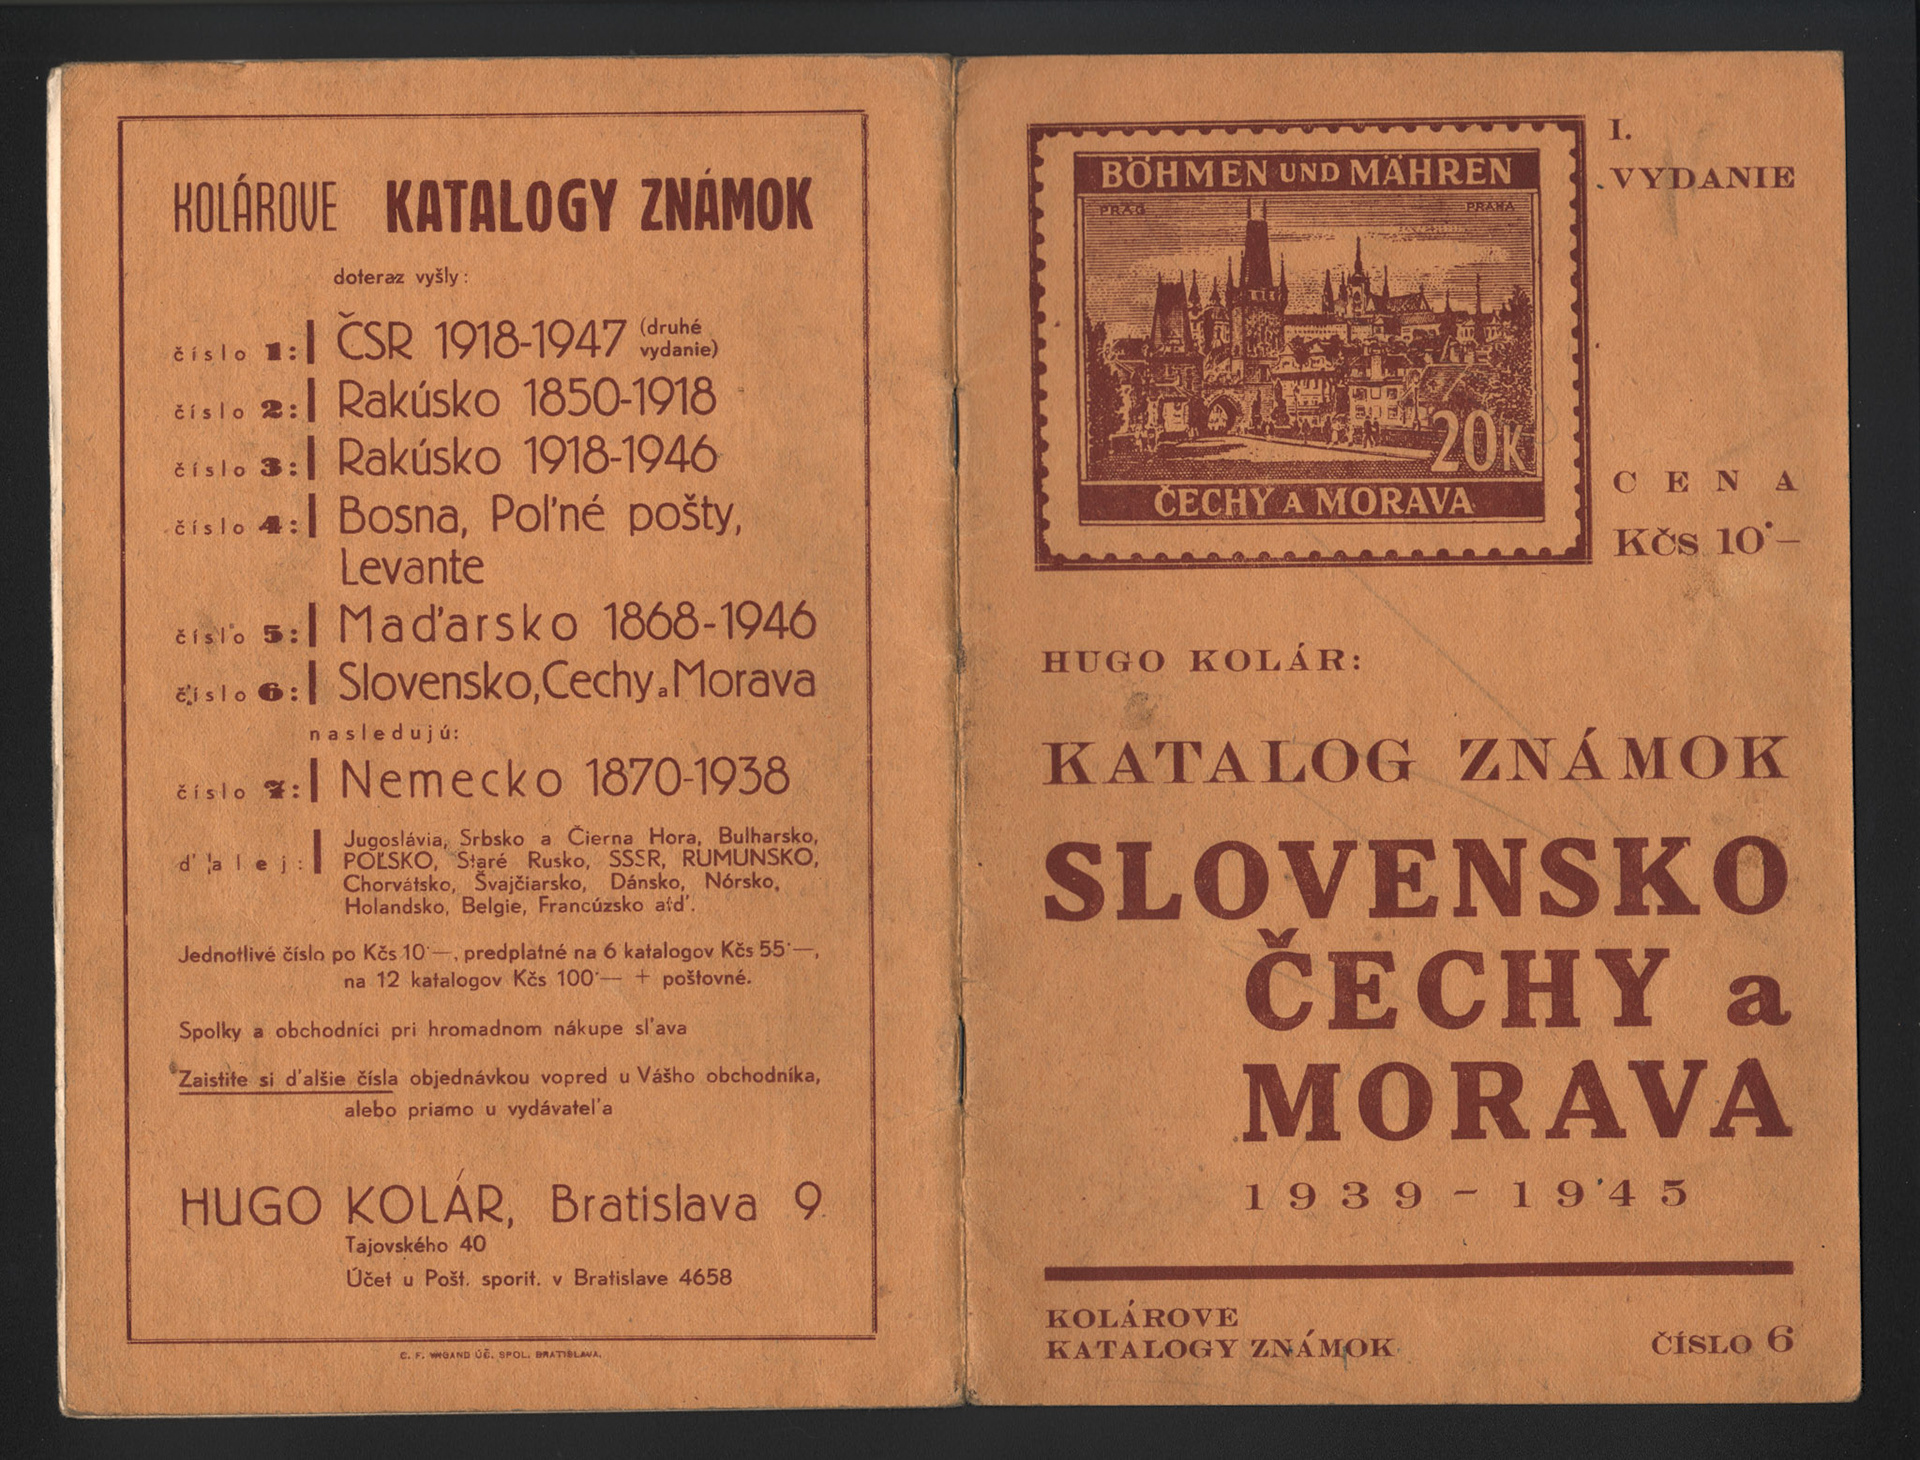 KOLÁROVE KATALOGY ZNÁMOK
doteraz vyšly:
číslo 1: ČSR 1918-1947 (druhé
vydanie)
číslo 2: Rakúsko 1850-1918
číslo 3: Rakúsko 1918-1946
číslo 4: Bosna, Poľné pošty,
Levante
číslo 5: Maďarsko 1868-1946
číslo 6: Slovensko, Čechy a Morava
nasledujú:
číslo 7: Nemecko 1870-1938
ďalej: Jugoslávia, Srbsko a Čierna Hora, Bulharsko,
POĽSKO, Staré Rusko, SSSR, RUMUNSKO,
Chorvátsko, Švajčiarsko, Dánsko, Nórsko,
Holandsko, Belgie, Francúzsko atď.
Jednotlivé číslo po Kčs 10·—, predplatné na 6 katalogov Kčs 55·—,
na 12 katalogov Kčs 100·— + poštovné.
Spolky a obchodníci pri hromadnom nákupe sľava
Zaistite si ďalšie čísla objednávkou vopred u Vášho obchodníka,
alebo priamo u vydávateľa
HUGO KOLÁR, Bratislava 9.
Tajovského 40
Účet u Pošt. sporit. v Bratislave 4658
C. F. WIGAND ÚČ. SPOL. BRATISLAVA.
I.
VYDANIE
BÖHMEN UND MÄHREN
PRAG PRAHA
20K
ČECHY A MORAVA
CENA
Kčs 10·—
HUGO KOLÁR:
KATALOG ZNÁMOK
SLOVENSKO
ČECHY a
MORAVA
1939-1945
KOLÁROVE
KATALOGY ZNÁMOK
ČÍSLO 6